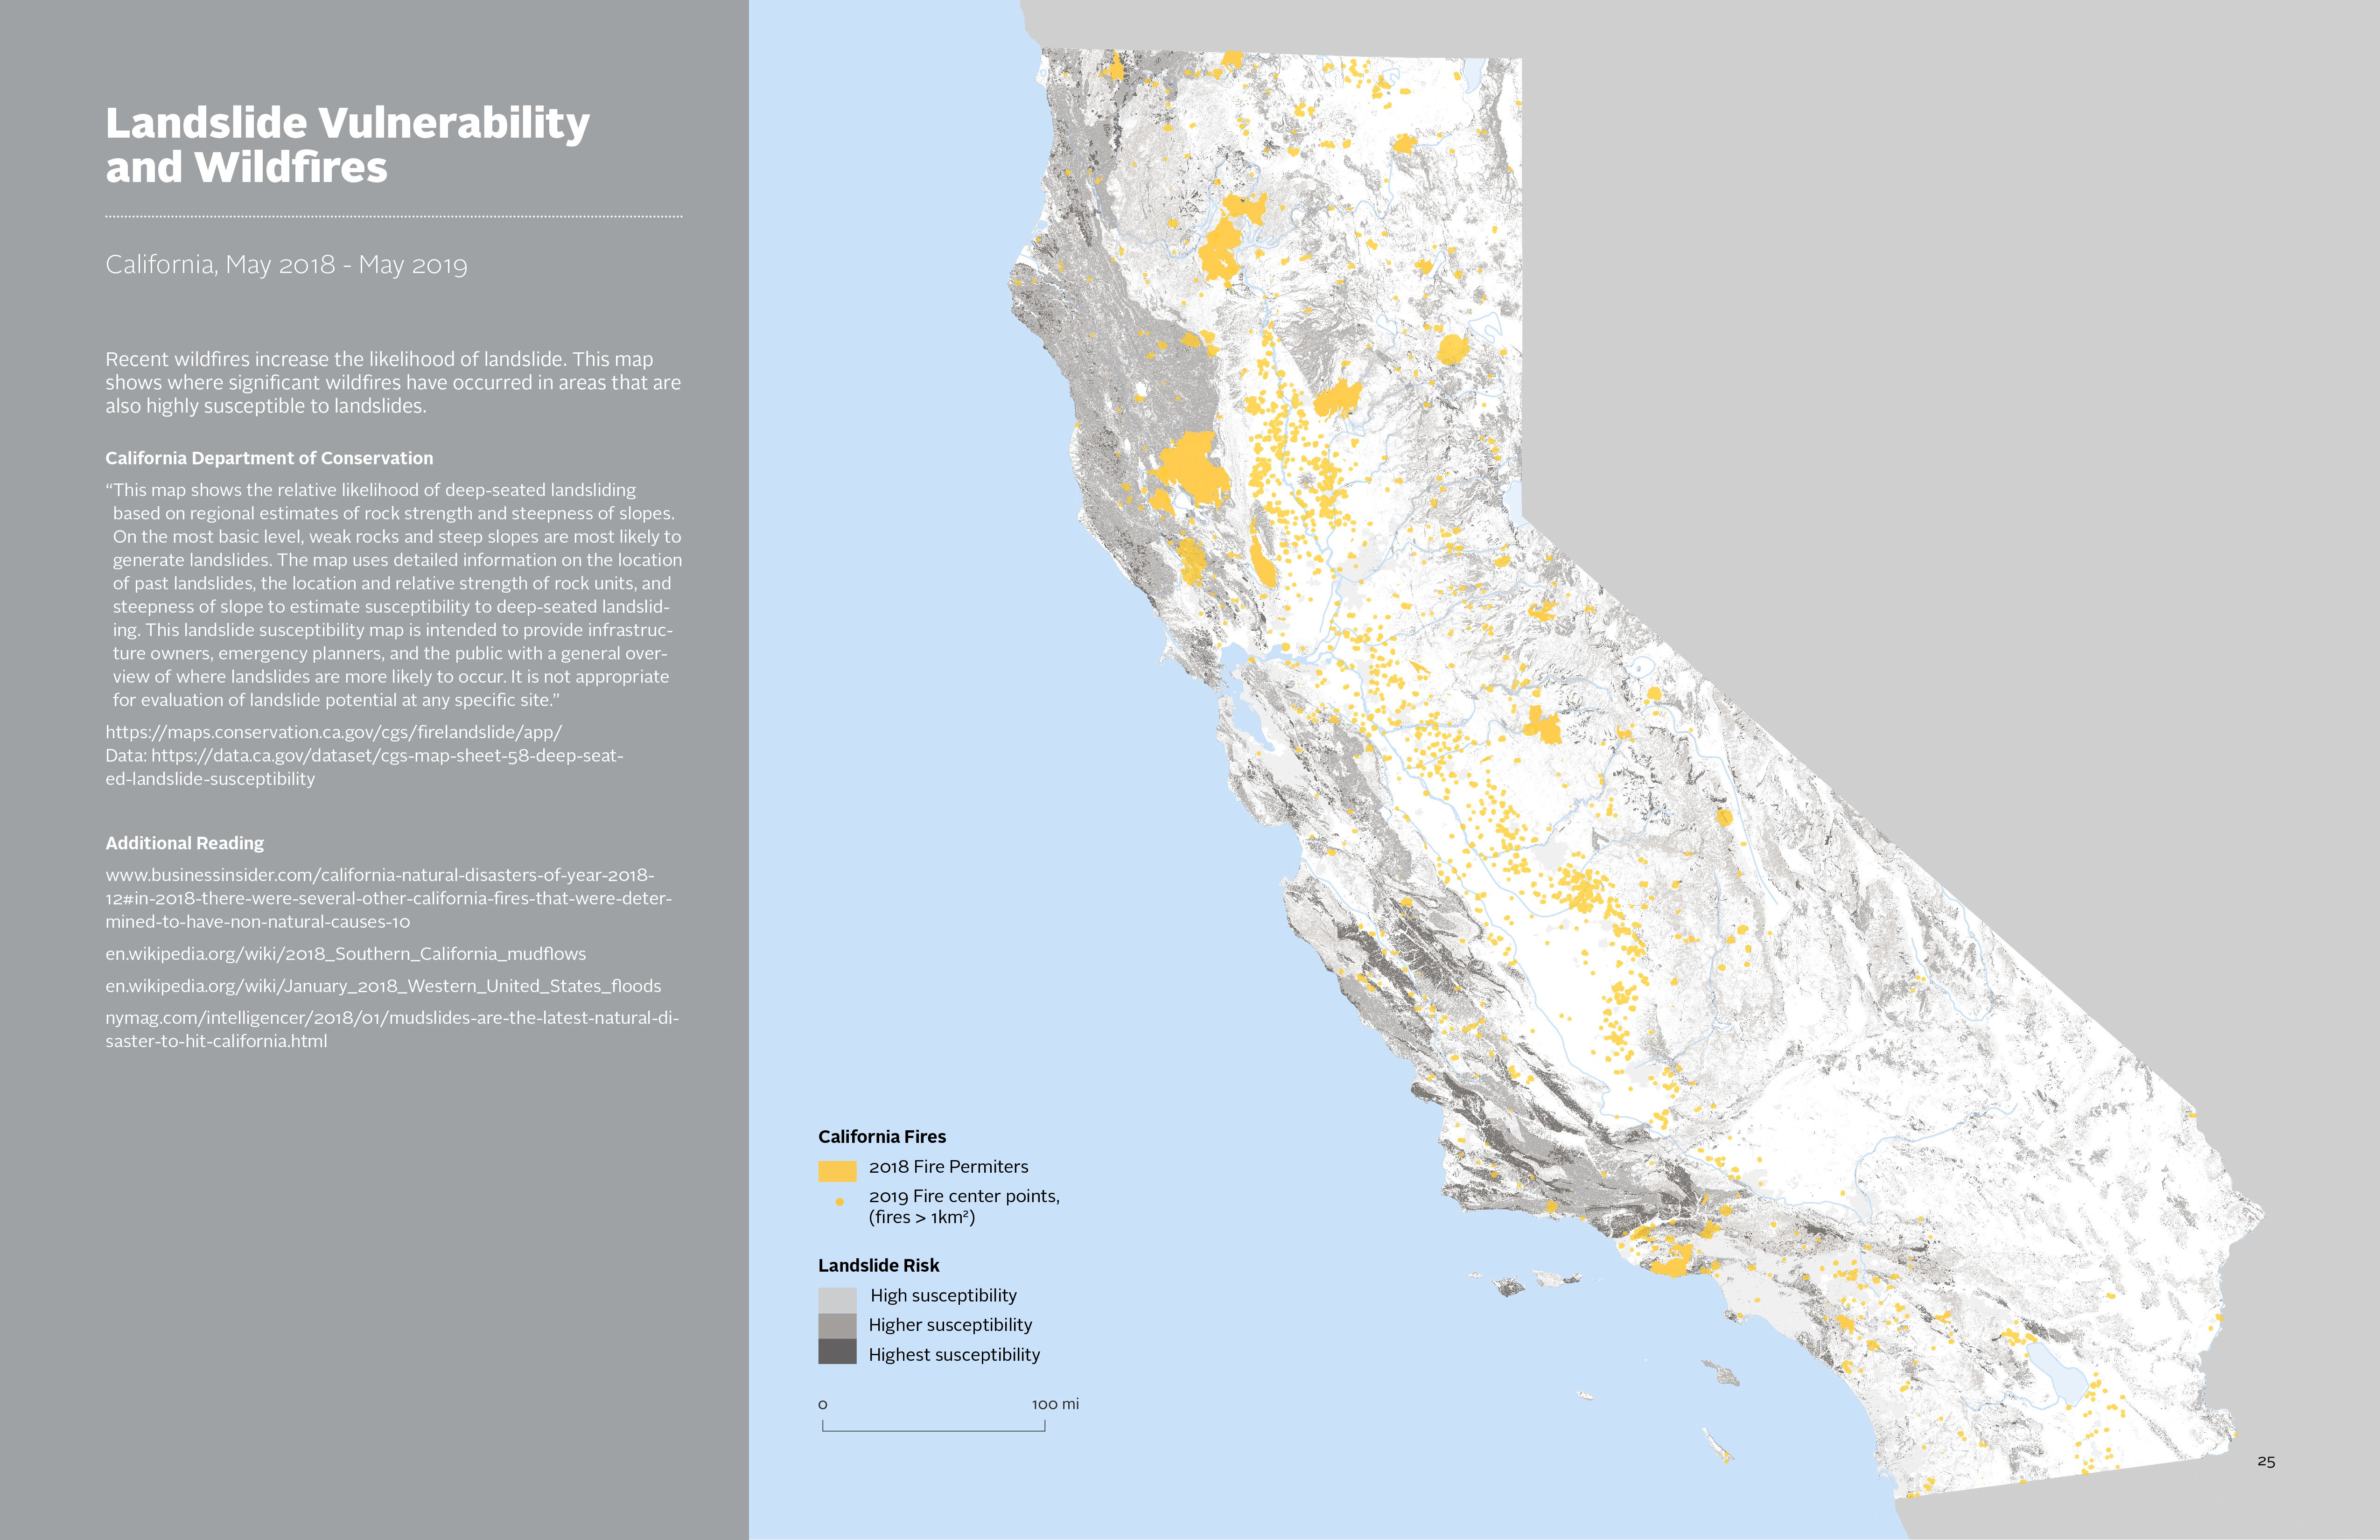 Landslide Vulnerability
and Wildfires
California, May 2018 - May 2019
Recent wildfires increase the likelihood of landslide. This map
shows where significant wildfires have occurred in areas that are
also highly susceptible to landslides.
California Department of Conservation
“This map shows the relative likelihood of deep-seated landsliding
based on regional estimates of rock strength and steepness of slopes.
On the most basic level, weak rocks and steep slopes are most likely to
generate landslides. The map uses detailed information on the location
of past landslides, the location and relative strength of rock units, and
steepness of slope to estimate susceptibility to deep-seated landslid-
ing. This landslide susceptibility map is intended to provide infrastruc-
ture owners, emergency planners, and the public with a general over-
view of where landslides are more likely to occur. It is not appropriate
for evaluation of landslide potential at any specific site.”
https://maps.conservation.ca.gov/cgs/firelandslide/app/
Data: https://data.ca.gov/dataset/cgs-map-sheet-58-deep-seat-
ed-landslide-susceptibility
Additional Reading
www.businessinsider.com/california-natural-disasters-of-year-2018-
12#in-2018-there-were-several-other-california-fires-that-were-deter-
mined-to-have-non-natural-causes-10
en.wikipedia.org/wiki/2018_Southern_California_mudflows
en.wikipedia.org/wiki/January_2018_Western_United_States_floods
nymag.com/intelligencer/2018/01/mudslides-are-the-latest-natural-di-
saster-to-hit-california.html
California Fires
2018 Fire Permiters
2019 Fire center points,
(fires > 1km²)
Landslide Risk
High susceptibility
Higher susceptibility
Highest susceptibility
0 100 mi
25